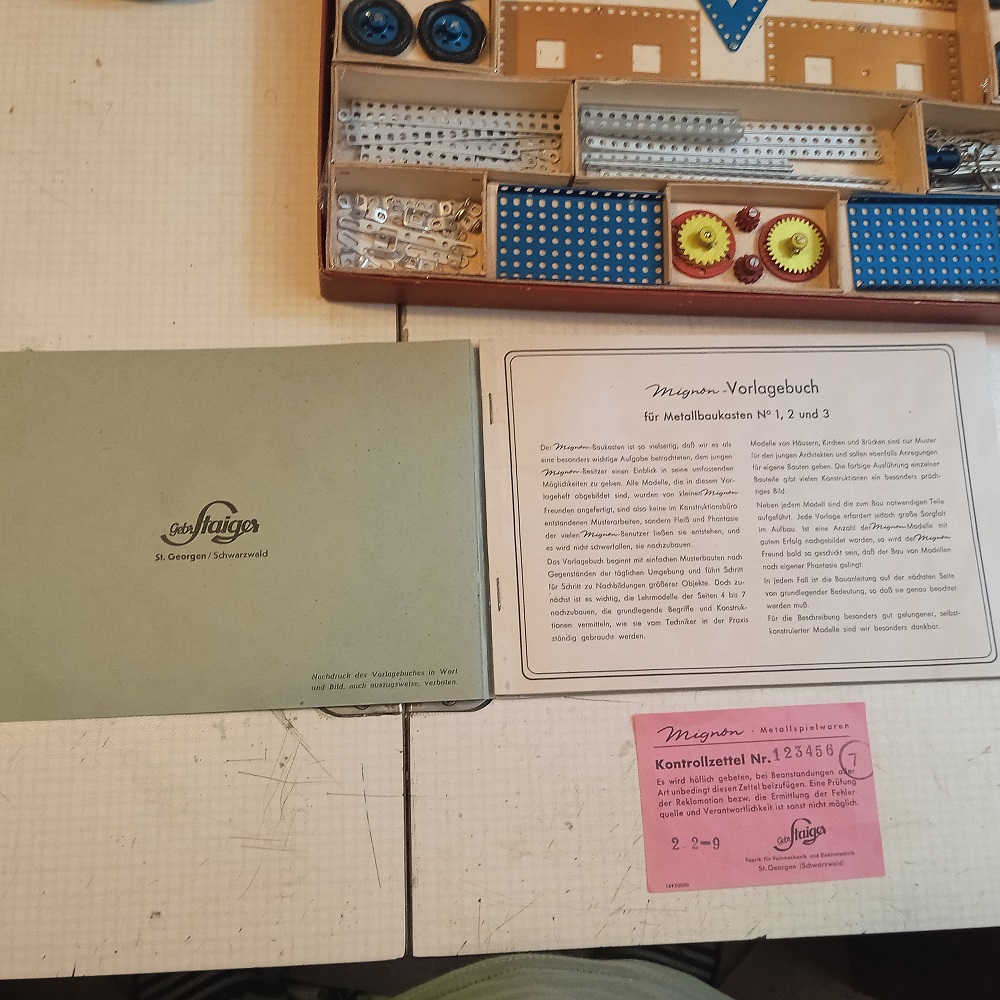 Gebr. Staiger
St. Georgen / Schwarzwald
Nachdruck des Vorlagebuches in Wort
und Bild, auch auszugsweise, verboten.
Mignon-Vorlagebuch
für Metallbaukasten Nº 1, 2 und 3
Der Mignon-Baukasten ist so vielseitig, daß wir es als
eine besonders wichtige Aufgabe betrachteten, dem jungen
Mignon-Besitzer einen Einblick in seine umfassenden
Möglichkeiten zu geben. Alle Modelle, die in diesem Vor-
lageheft abgebildet sind, wurden von kleinen Mignon
Freunden angefertigt, sind also keine im Konstruktionsbüro
entstandenen Musterarbeiten, sondern Fleiß und Phantasie
der vielen Mignon-Benutzer ließen sie entstehen, und
es wird nicht schwerfallen, sie nachzubauen.
Das Vorlagebuch beginnt mit einfachen Musterbauten nach
Gegenständen der täglichen Umgebung und führt Schritt
für Schritt zu Nachbildungen größerer Objekte. Doch zu-
nächst ist es wichtig, die Lehrmodelle der Seiten 4 bis 7
nachzubauen, die grundlegende Begriffe und Konstruk-
tionen vermitteln, wie sie vom Techniker in der Praxis
ständig gebraucht werden.
Modelle von Häusern, Kirchen und Brücken sind nur Muster
für den jungen Architekten und sollen ebenfalls Anregungen
für eigene Bauten geben. Die farbige Ausführung einzelner
Bauteile gibt vielen Konstruktionen ein besonders präch-
tiges Bild.
Neben jedem Modell sind die zum Bau notwendigen Teile
aufgeführt. Jede Vorlage erfordert jedoch große Sorgfalt
im Aufbau. Ist eine Anzahl der Mignon-Modelle mit
gutem Erfolg nachgebildet worden, so wird der Mignon
Freund bald so geschickt sein, daß der Bau von Modellen
nach eigener Phantasie gelingt.
In jedem Fall ist die Bauanleitung auf der nächsten Seite
von grundlegender Bedeutung, so daß sie genau beachtet
werden muß.
Für die Beschreibung besonders gut gelungener, selbst-
konstruierter Modelle sind wir besonders dankbar.
Mignon · Metallspielwaren
Kontrollzettel Nr. 123456
7
Es wird höflich gebeten, bei Beanstandungen aller
Art unbedingt diesen Zettel beizufügen. Eine Prüfung
der Reklamation bezw. die Ermittlung der Fehler-
quelle und Verantwortlichkeit ist sonst nicht möglich.
2. 2-9
Gebr. Staiger
Fabrik für Feinmechanik und Elektrotechnik
St. Georgen (Schwarzwald)